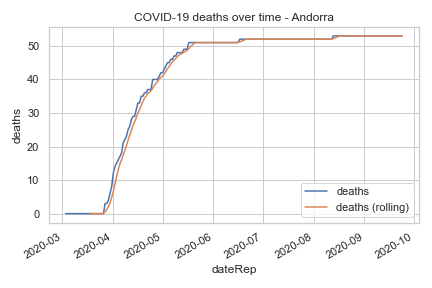 COVID-19 deaths over time - Andorra
50
40
30
20
10
0
deaths
deaths
deaths (rolling)
2020-03
2020-04
2020-05
2020-06
2020-07
2020-08
2020-09
2020-10
dateRep